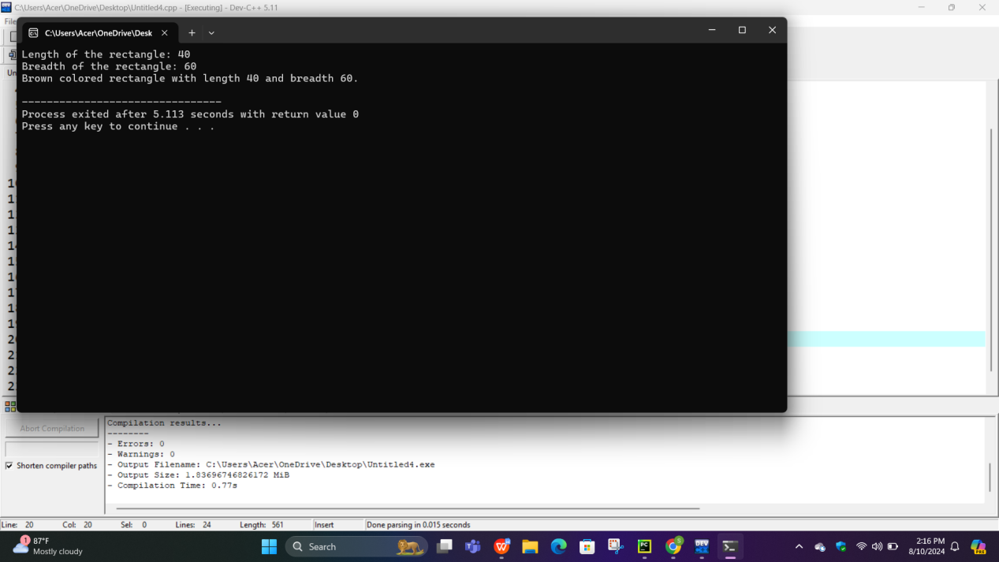 C:\Users\Acer\OneDrive\Desktop\Untitled4.cpp - [Executing] - Dev-C++ 5.11
File
C:\Users\Acer\OneDrive\Desk
Length of the rectangle: 40
Breadth of the rectangle: 60
Brown colored rectangle with length 40 and breadth 60.
--------------------------------
Process exited after 5.113 seconds with return value 0
Press any key to continue . . .
Abort Compilation
Shorten compiler paths
Compilation results...
--------
- Errors: 0
- Warnings: 0
- Output Filename: C:\Users\Acer\OneDrive\Desktop\Untitled4.exe
- Output Size: 1.83696746826172 MiB
- Compilation Time: 0.77s
Line: 20 Col: 20 Sel: 0 Lines: 24 Length: 561 Insert Done parsing in 0.015 seconds
1
87°F
Mostly cloudy
Search
2:16 PM
8/10/2024